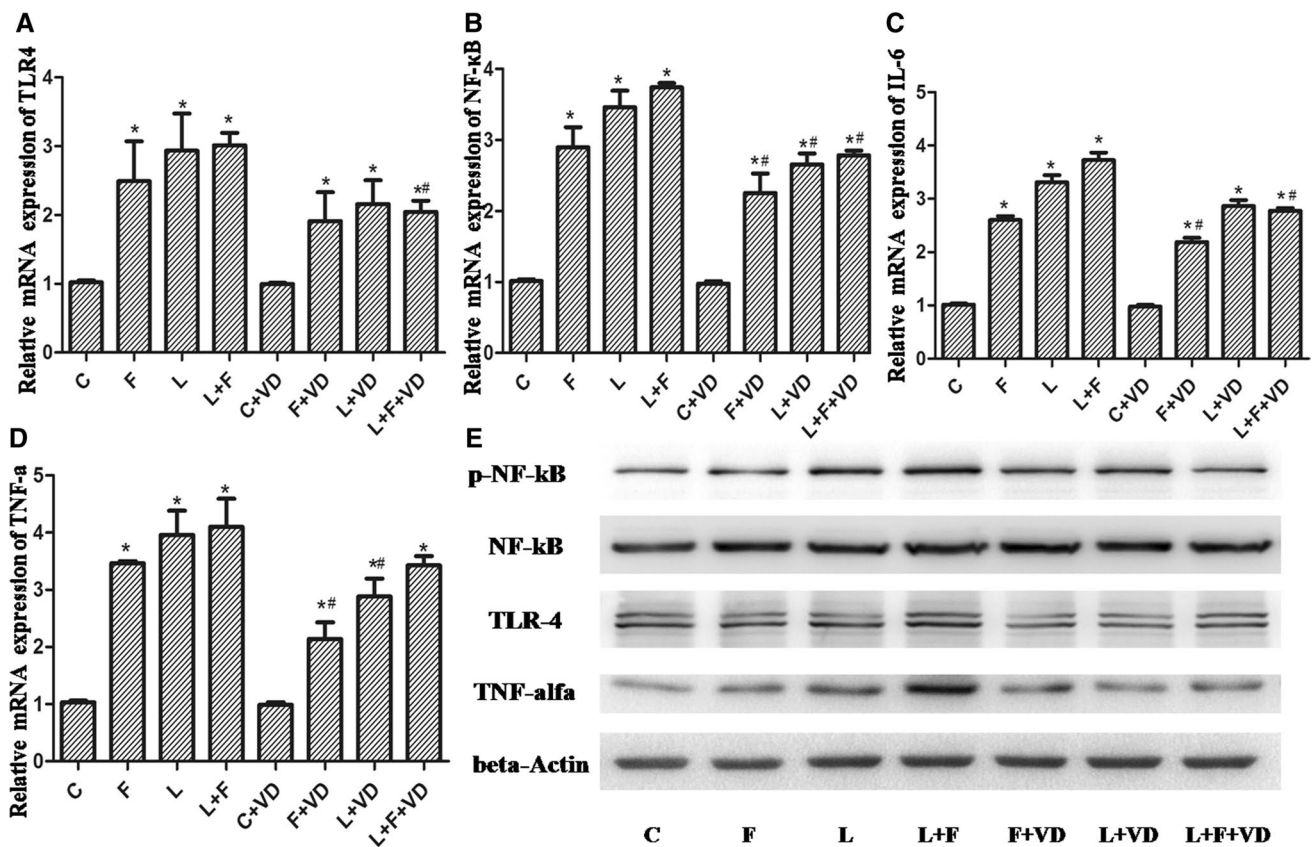 A
Relative mRNA expression of TLR4
4
3
2
1
0
* * * * * *#
C F L L+F C+VD F+VD L+VD L+F+VD
B
Relative mRNA expression of NF-κB
4
3
2
1
0
* * * *# *# *#
C F L L+F C+VD F+VD L+VD L+F+VD
C
Relative mRNA expression of IL-6
5
4
3
2
1
0
* * * *# * *#
C F L L+F C+VD F+VD L+VD L+F+VD
D
Relative mRNA expression of TNF-a
5
4
3
2
1
0
* * * *# *# *
C F L L+F C+VD F+VD L+VD L+F+VD
E
p-NF-kB
NF-kB
TLR-4
TNF-alfa
beta-Actin
C F L L+F F+VD L+VD L+F+VD